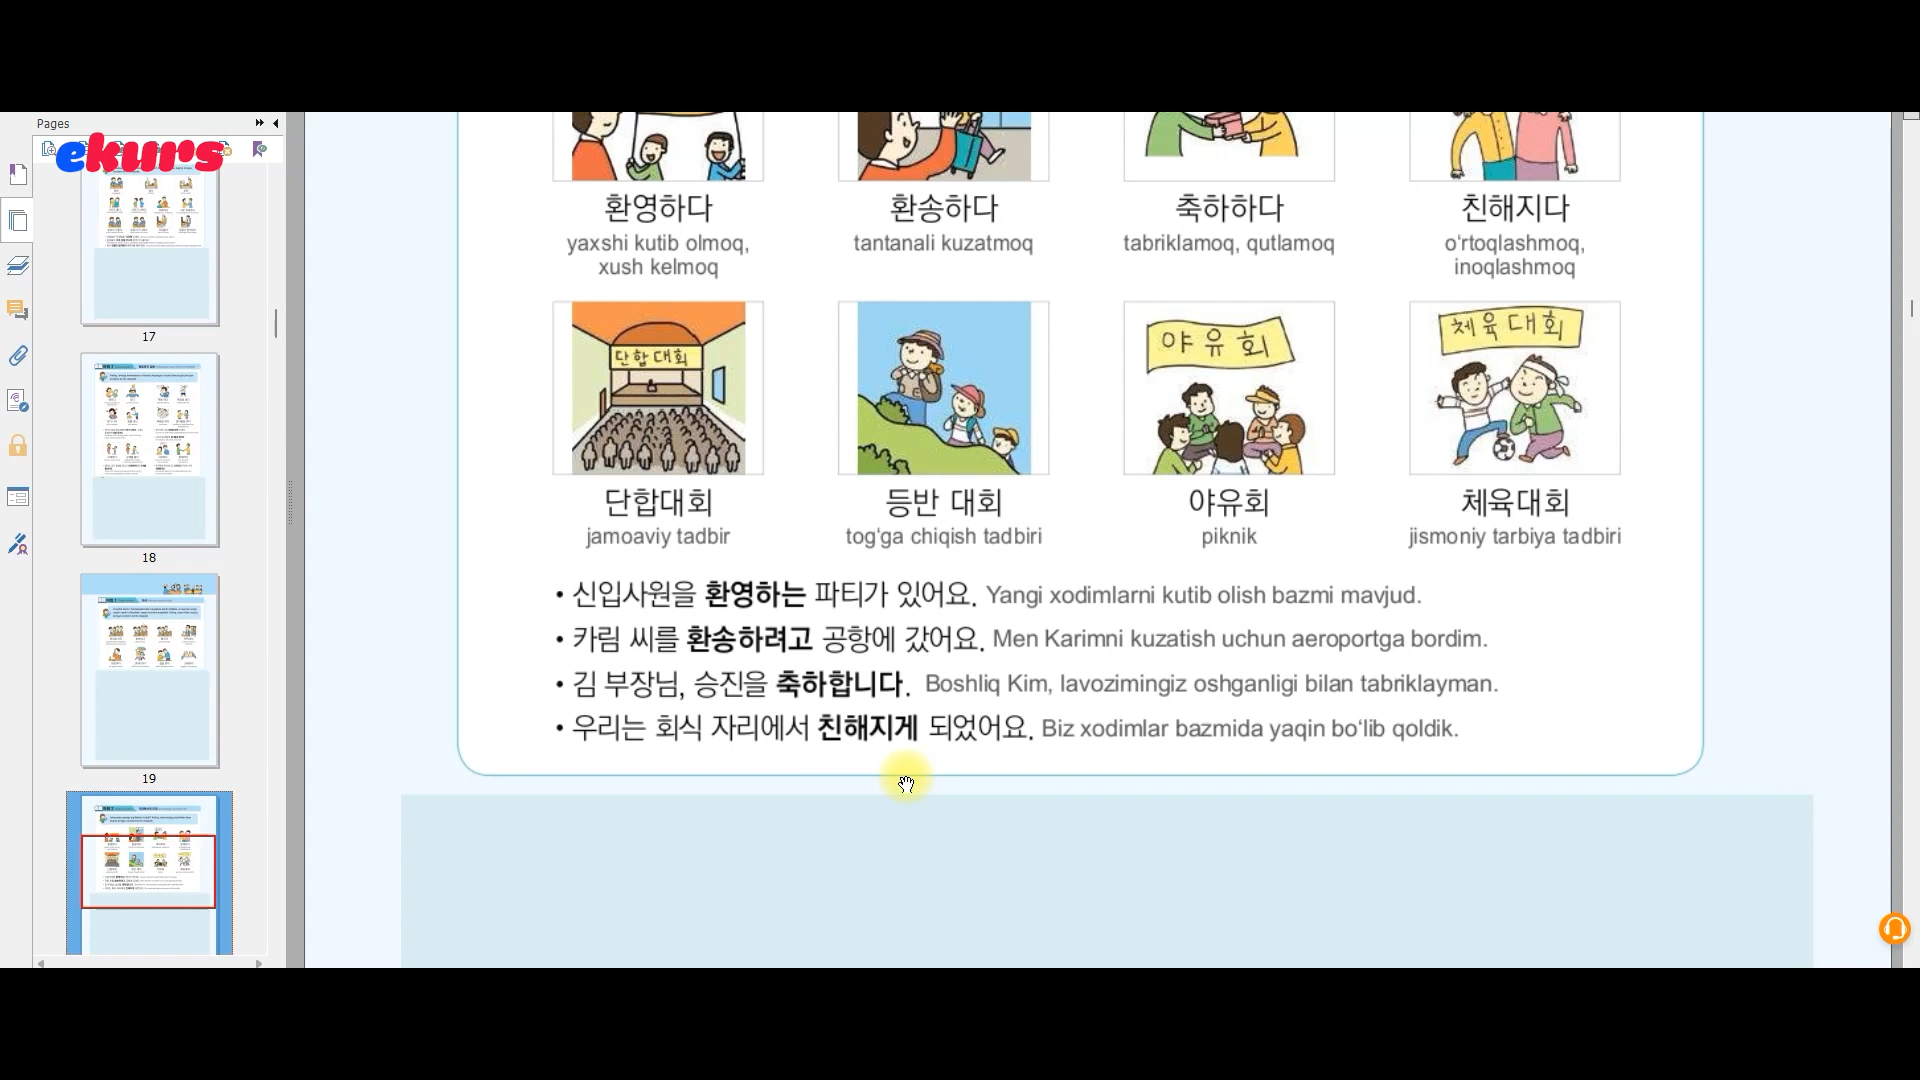 Pages
ekurs
환영하다
yaxshi kutib olmoq,
xush kelmoq
환송하다
tantanali kuzatmoq
축하하다
tabriklamoq, qutlamoq
친해지다
o‘rtoqlashmoq,
inoqlashmoq
단합대회
야유회
체육대회
단합대회
jamoaviy tadbir
등반 대회
tog‘ga chiqish tadbiri
야유회
piknik
체육대회
jismoniy tarbiya tadbiri
• 신입사원을 환영하는 파티가 있어요. Yangi xodimlarni kutib olish bazmi mavjud.
• 카림 씨를 환송하려고 공항에 갔어요. Men Karimni kuzatish uchun aeroportga bordim.
• 김 부장님, 승진을 축하합니다. Boshliq Kim, lavozimingiz oshganligi bilan tabriklayman.
• 우리는 회식 자리에서 친해지게 되었어요. Biz xodimlar bazmida yaqin bo‘lib qoldik.
17
18
19